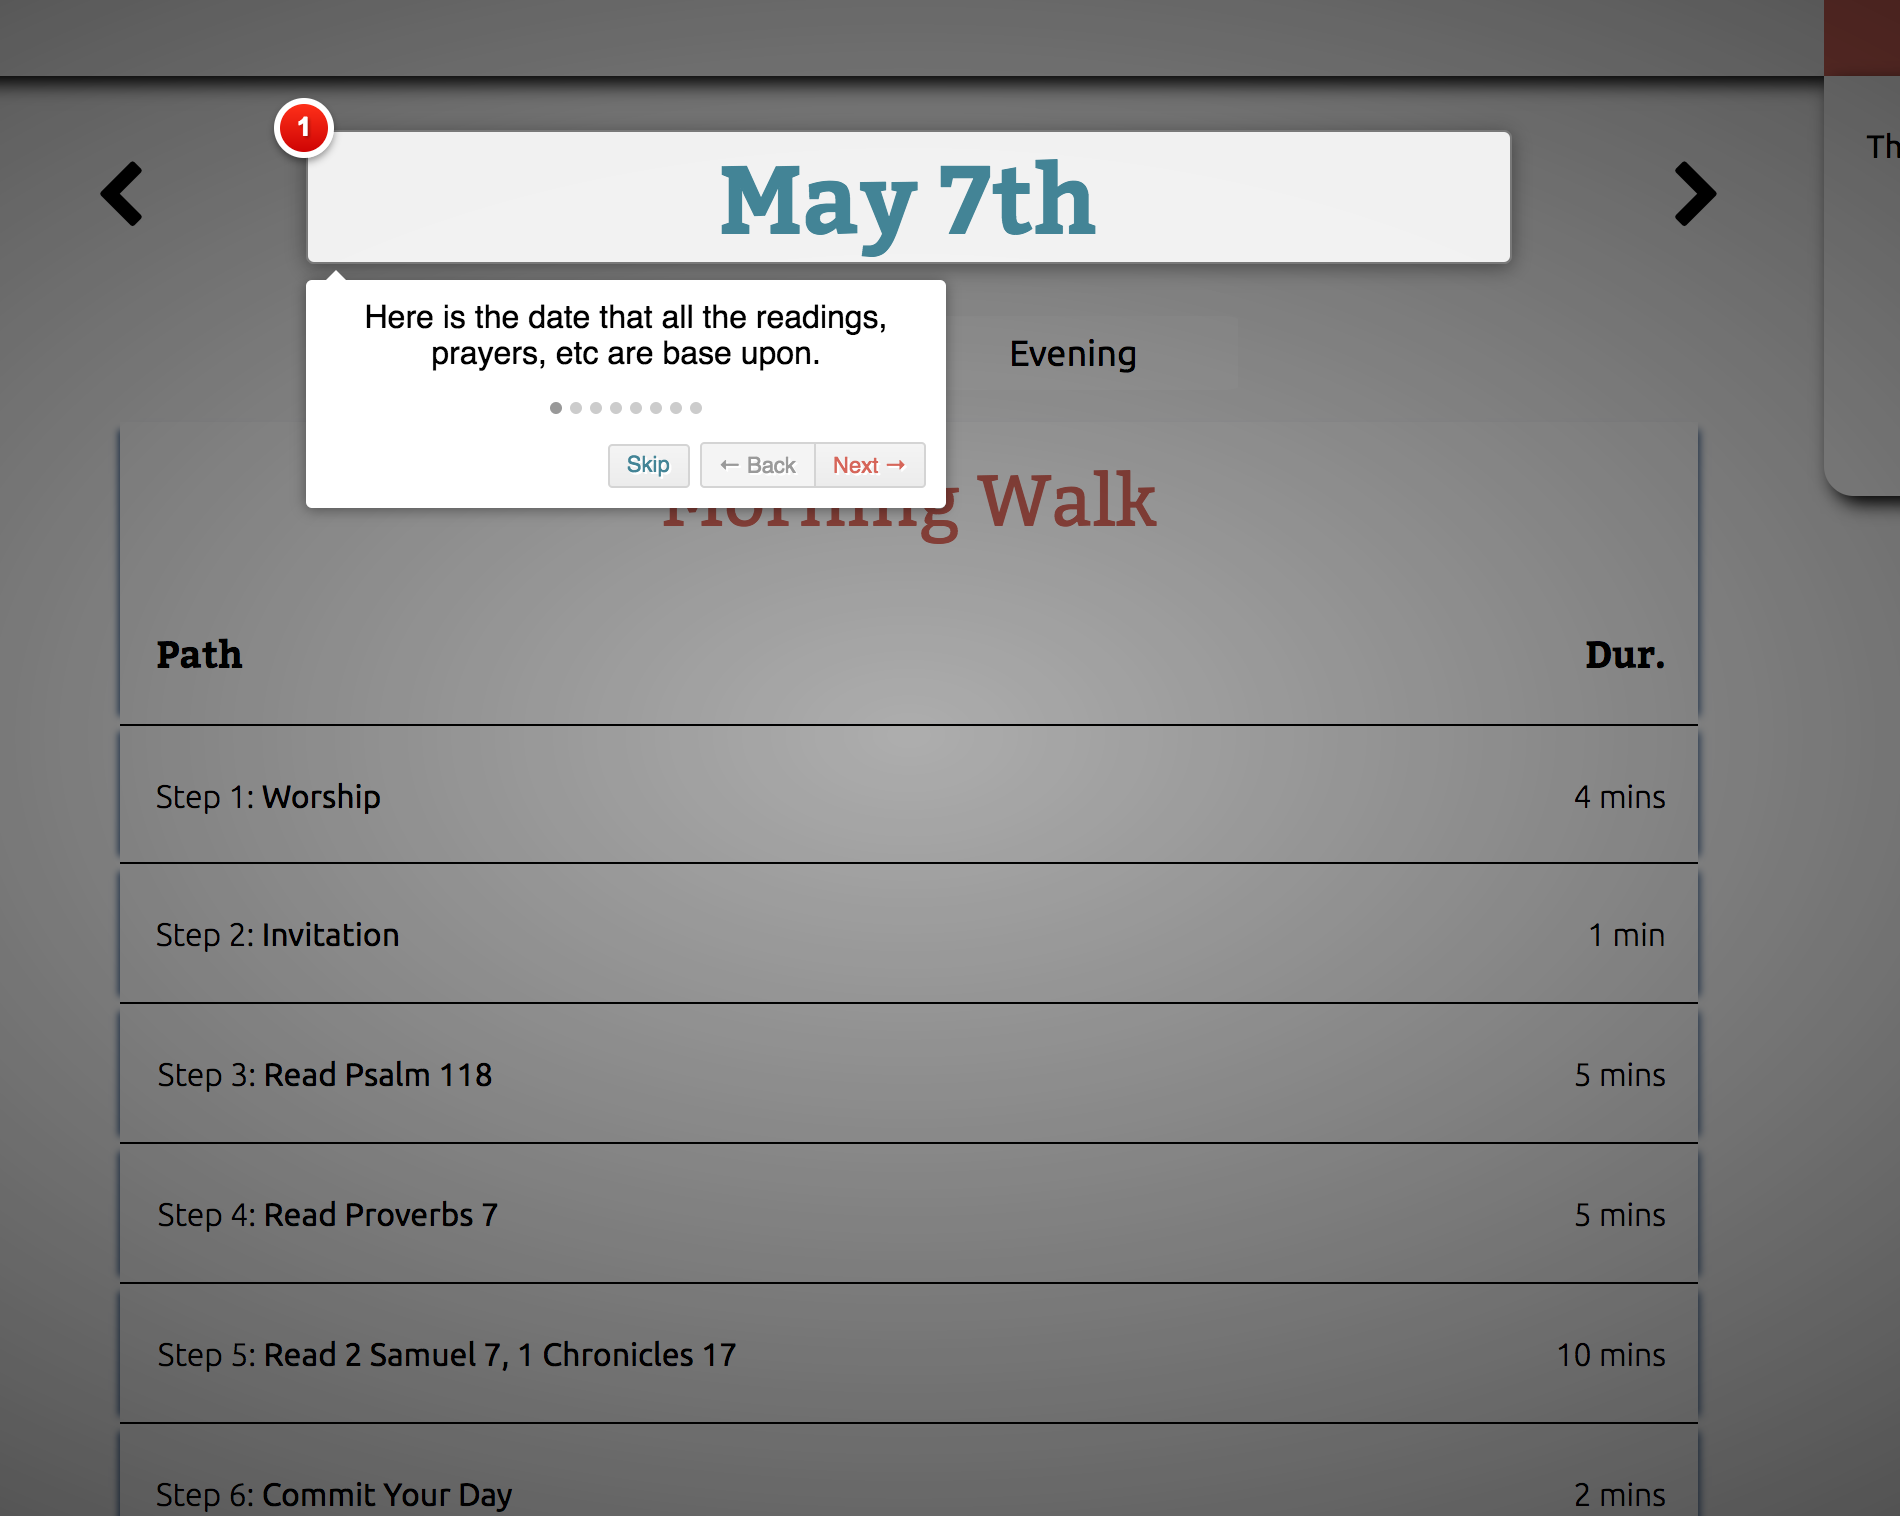 Th
1
May 7th
Here is the date that all the readings,
prayers, etc are base upon.
Evening
Skip
← Back
Next →
Morning Walk
Path
Dur.
Step 1: Worship
4 mins
Step 2: Invitation
1 min
Step 3: Read Psalm 118
5 mins
Step 4: Read Proverbs 7
5 mins
Step 5: Read 2 Samuel 7, 1 Chronicles 17
10 mins
Step 6: Commit Your Day
2 mins